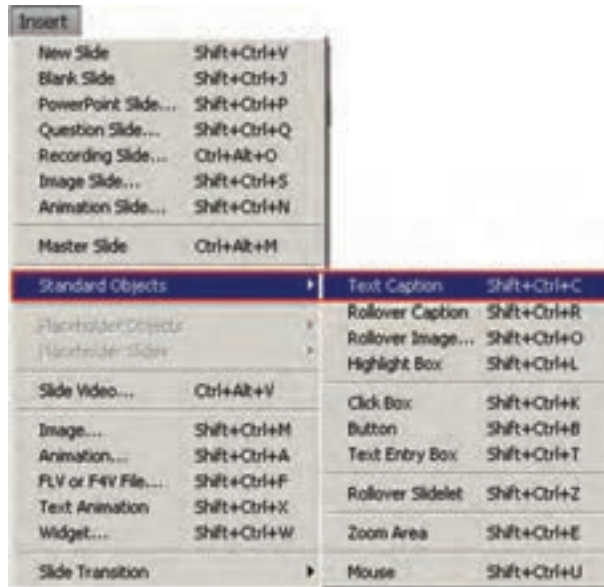 Insert
New Slide Shift+Ctrl+V
Blank Slide Shift+Ctrl+J
PowerPoint Slide... Shift+Ctrl+P
Question Slide... Shift+Ctrl+Q
Recording Slide... Ctrl+Alt+O
Image Slide... Shift+Ctrl+S
Animation Slide... Shift+Ctrl+N
Master Slide Ctrl+Alt+M
Standard Objects
Placeholder Objects
Placeholder Slides
Slide Video... Ctrl+Alt+V
Image... Shift+Ctrl+M
Animation... Shift+Ctrl+A
FLV or F4V File... Shift+Ctrl+F
Text Animation Shift+Ctrl+X
Widget... Shift+Ctrl+W
Slide Transition
Text Caption Shift+Ctrl+C
Rollover Caption Shift+Ctrl+R
Rollover Image... Shift+Ctrl+O
Highlight Box Shift+Ctrl+L
Click Box Shift+Ctrl+K
Button Shift+Ctrl+B
Text Entry Box Shift+Ctrl+T
Rollover Slidelet Shift+Ctrl+Z
Zoom Area Shift+Ctrl+E
Mouse Shift+Ctrl+U